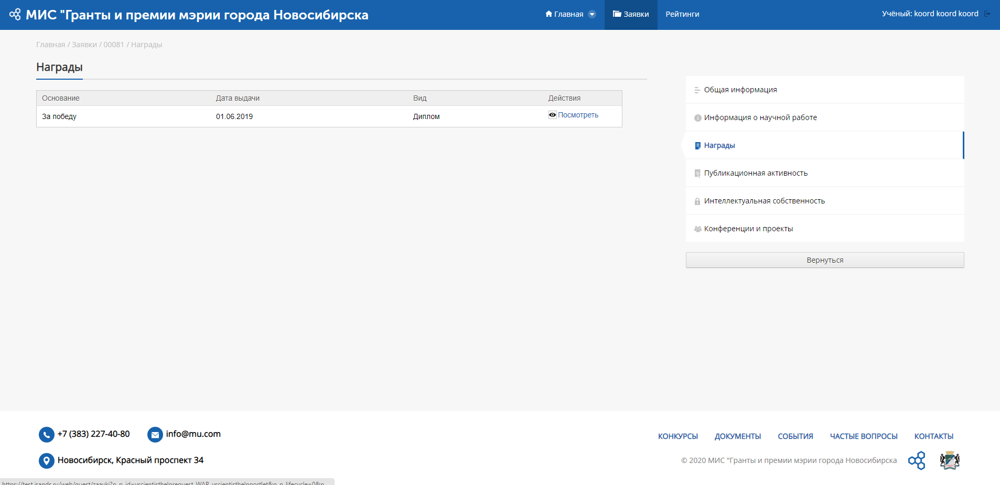 МИС "Гранты и премии мэрии города Новосибирска
Главная
Заявки
Рейтинги
Учёный: koord koord koord
Главная / Заявки / 00081 / Награды
Награды
Основание Дата выдачи Вид Действия
За победу 01.06.2019 Диплом Посмотреть
Общая информация
Информация о научной работе
Награды
Публикационная активность
Интеллектуальная собственность
Конференции и проекты
Вернуться
+7 (383) 227-40-80
info@mu.com
Новосибирск, Красный проспект 34
КОНКУРСЫ ДОКУМЕНТЫ СОБЫТИЯ ЧАСТЫЕ ВОПРОСЫ КОНТАКТЫ
© 2020 МИС "Гранты и премии мэрии города Новосибирска